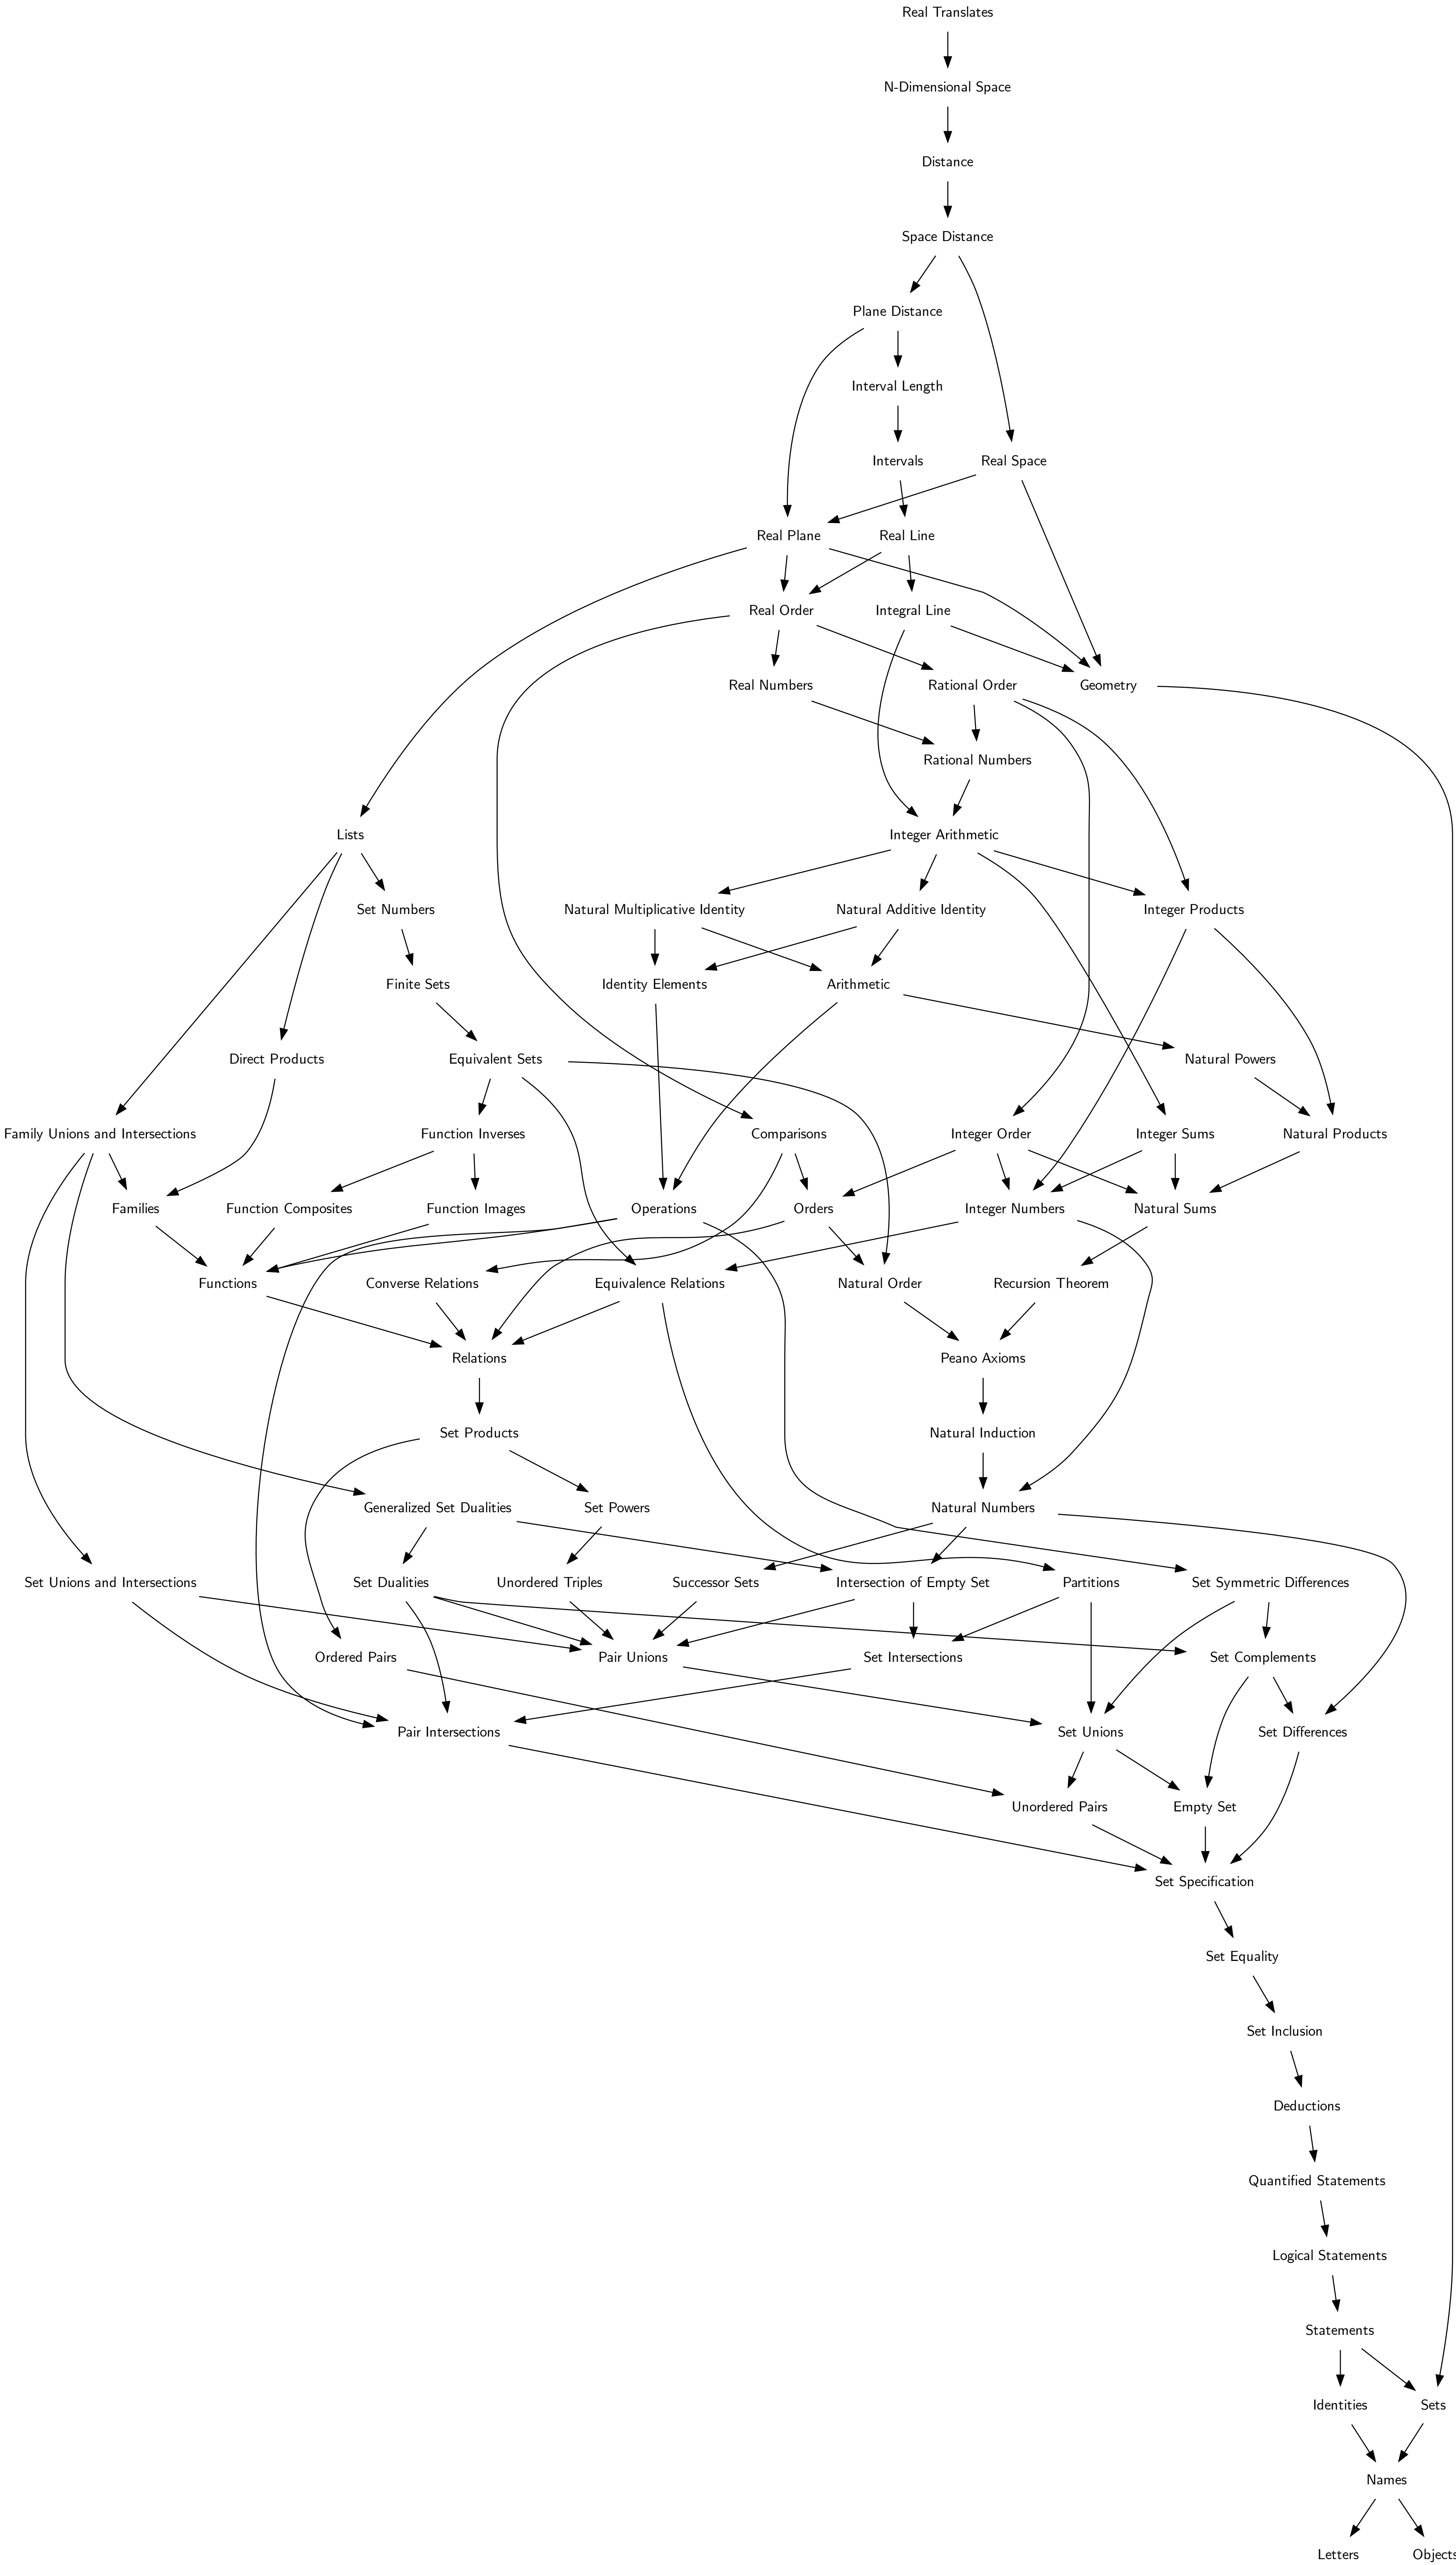 Real Translates
N-Dimensional Space
Distance
Space Distance
Plane Distance
Interval Length
Intervals
Real Space
Real Plane
Real Line
Real Order
Integral Line
Real Numbers
Rational Order
Geometry
Rational Numbers
Lists
Integer Arithmetic
Set Numbers
Natural Multiplicative Identity
Natural Additive Identity
Integer Products
Finite Sets
Identity Elements
Arithmetic
Direct Products
Equivalent Sets
Natural Powers
Family Unions and Intersections
Function Inverses
Comparisons
Integer Order
Integer Sums
Natural Products
Families
Function Composites
Function Images
Operations
Orders
Integer Numbers
Natural Sums
Functions
Converse Relations
Equivalence Relations
Natural Order
Recursion Theorem
Relations
Peano Axioms
Set Products
Natural Induction
Generalized Set Dualities
Set Powers
Natural Numbers
Set Unions and Intersections
Set Dualities
Unordered Triples
Successor Sets
Intersection of Empty Set
Partitions
Set Symmetric Differences
Ordered Pairs
Pair Unions
Set Intersections
Set Complements
Pair Intersections
Set Unions
Set Differences
Unordered Pairs
Empty Set
Set Specification
Set Equality
Set Inclusion
Deductions
Quantified Statements
Logical Statements
Statements
Identities
Sets
Names
Letters
Objects